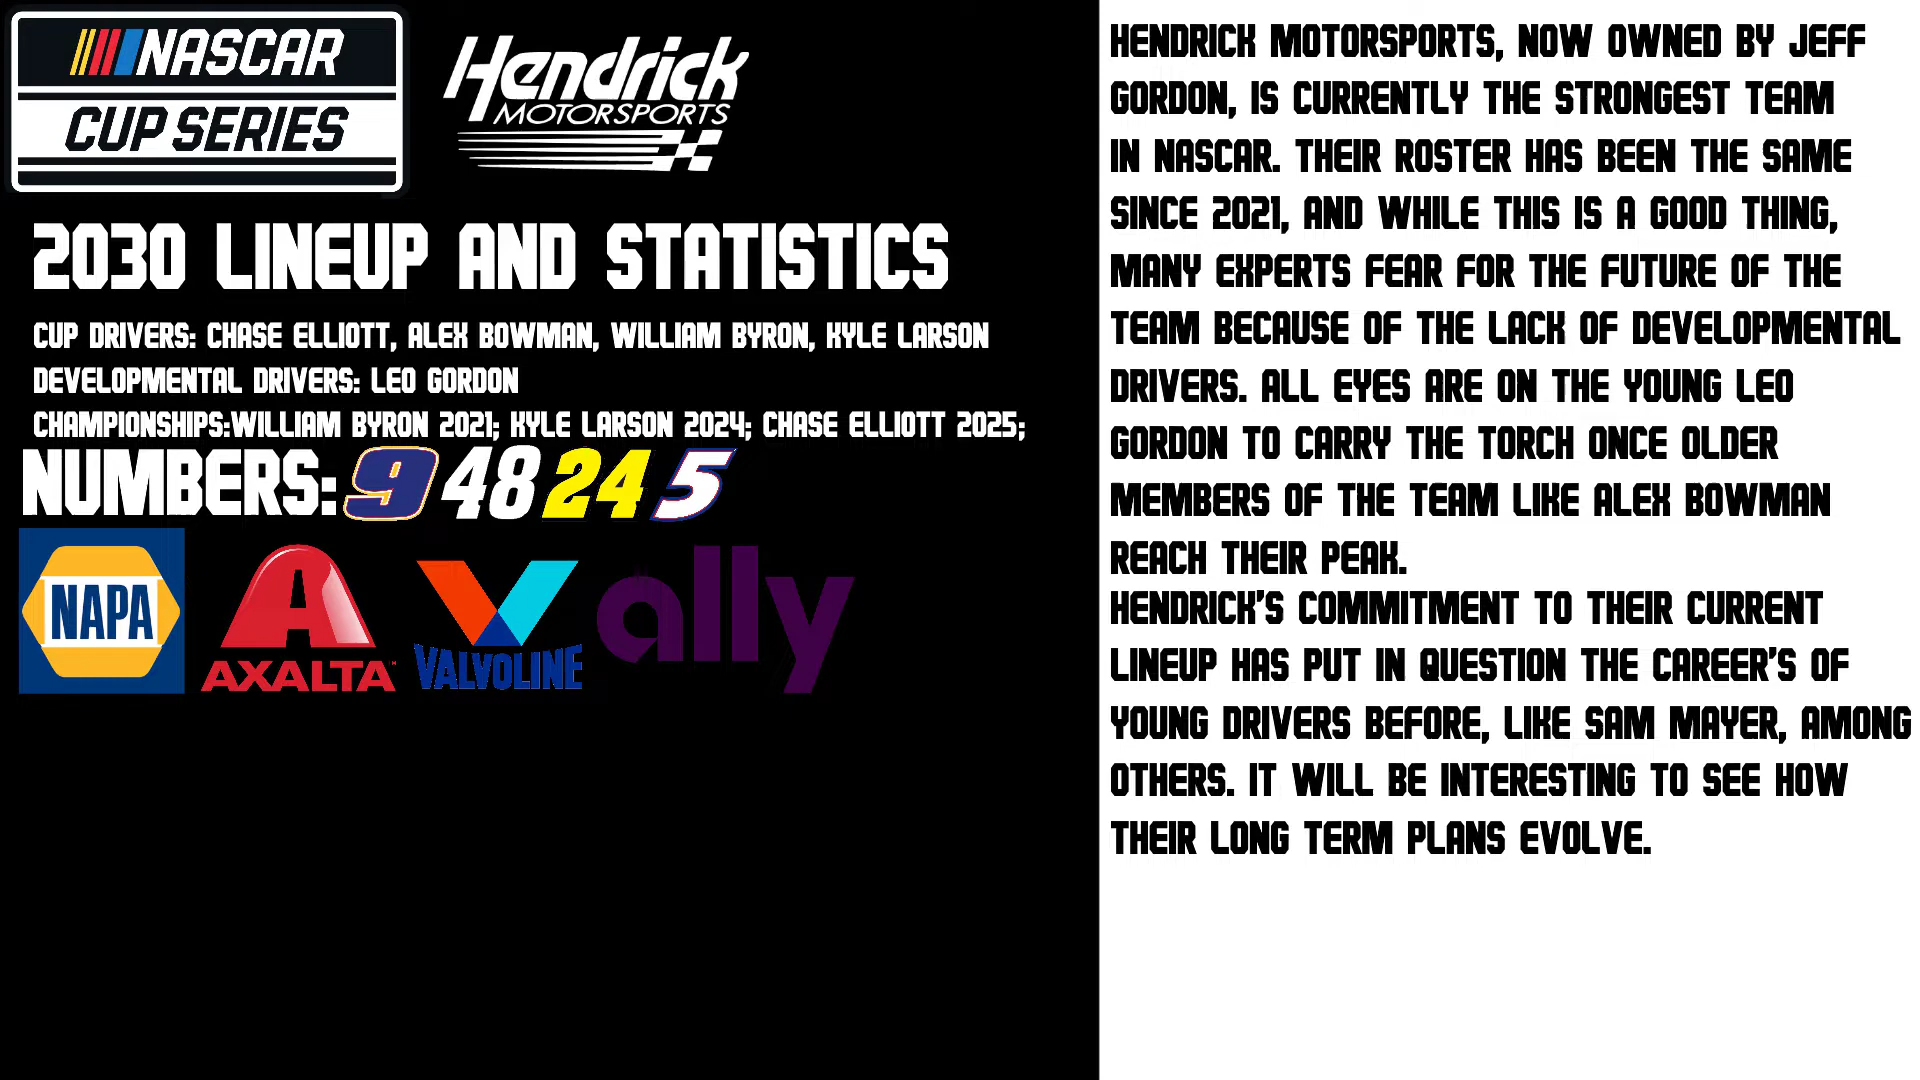 NASCAR
CUP SERIES
Hendrick
MOTORSPORTS
2030 LINEUP AND STATISTICS
CUP DRIVERS: CHASE ELLIOTT, ALEX BOWMAN, WILLIAM BYRON, KYLE LARSON
DEVELOPMENTAL DRIVERS: LEO GORDON
CHAMPIONSHIPS:WILLIAM BYRON 2021; KYLE LARSON 2024; CHASE ELLIOTT 2025;
NUMBERS: 9 48 24 5
NAPA
AXALTA
VALVOLINE
ally
HENDRICK MOTORSPORTS, NOW OWNED BY JEFF
GORDON, IS CURRENTLY THE STRONGEST TEAM
IN NASCAR. THEIR ROSTER HAS BEEN THE SAME
SINCE 2021, AND WHILE THIS IS A GOOD THING,
MANY EXPERTS FEAR FOR THE FUTURE OF THE
TEAM BECAUSE OF THE LACK OF DEVELOPMENTAL
DRIVERS. ALL EYES ARE ON THE YOUNG LEO
GORDON TO CARRY THE TORCH ONCE OLDER
MEMBERS OF THE TEAM LIKE ALEX BOWMAN
REACH THEIR PEAK.
HENDRICK'S COMMITMENT TO THEIR CURRENT
LINEUP HAS PUT IN QUESTION THE CAREER'S OF
YOUNG DRIVERS BEFORE, LIKE SAM MAYER, AMONG
OTHERS. IT WILL BE INTERESTING TO SEE HOW
THEIR LONG TERM PLANS EVOLVE.